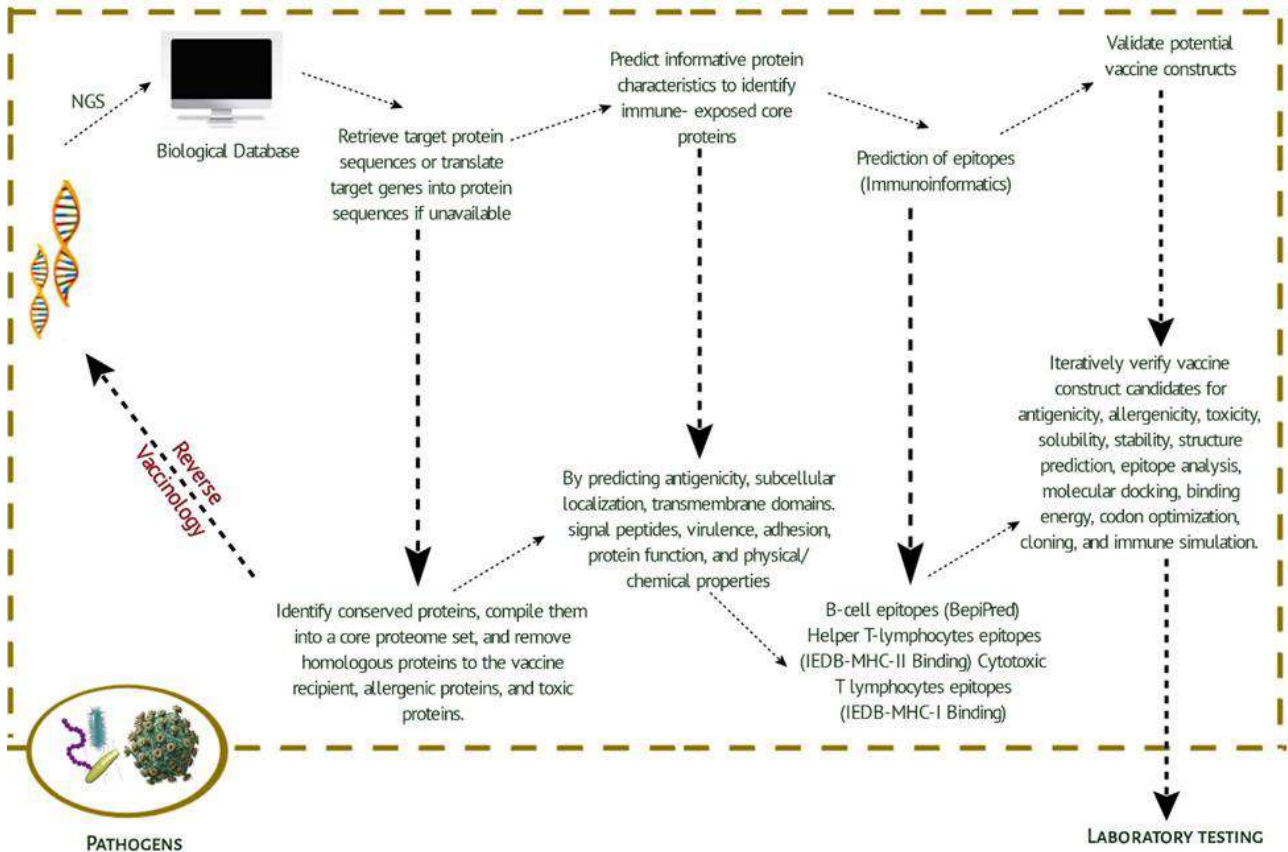 NGS
Biological Database
Retrieve target protein
sequences or translate
target genes into protein
sequences if unavailable
Predict informative protein
characteristics to identify
immune- exposed core
proteins
Prediction of epitopes
(Immunoinformatics)
Validate potential
vaccine constructs
Reverse
Vaccinology
Identify conserved proteins, compile them
into a core proteome set, and remove
homologous proteins to the vaccine
recipient, allergenic proteins, and toxic
proteins.
By predicting antigenicity, subcellular
localization, transmembrane domains.
signal peptides, virulence, adhesion,
protein function, and physical/
chemical properties
B-cell epitopes (BepiPred)
Helper T-lymphocytes epitopes
(IEDB-MHC-II Binding) Cytotoxic
T lymphocytes epitopes
(IEDB-MHC-I Binding)
Iteratively verify vaccine
construct candidates for
antigenicity, allergenicity, toxicity,
solubility, stability, structure
prediction, epitope analysis,
molecular docking, binding
energy, codon optimization,
cloning, and immune simulation.
PATHOGENS
LABORATORY TESTING